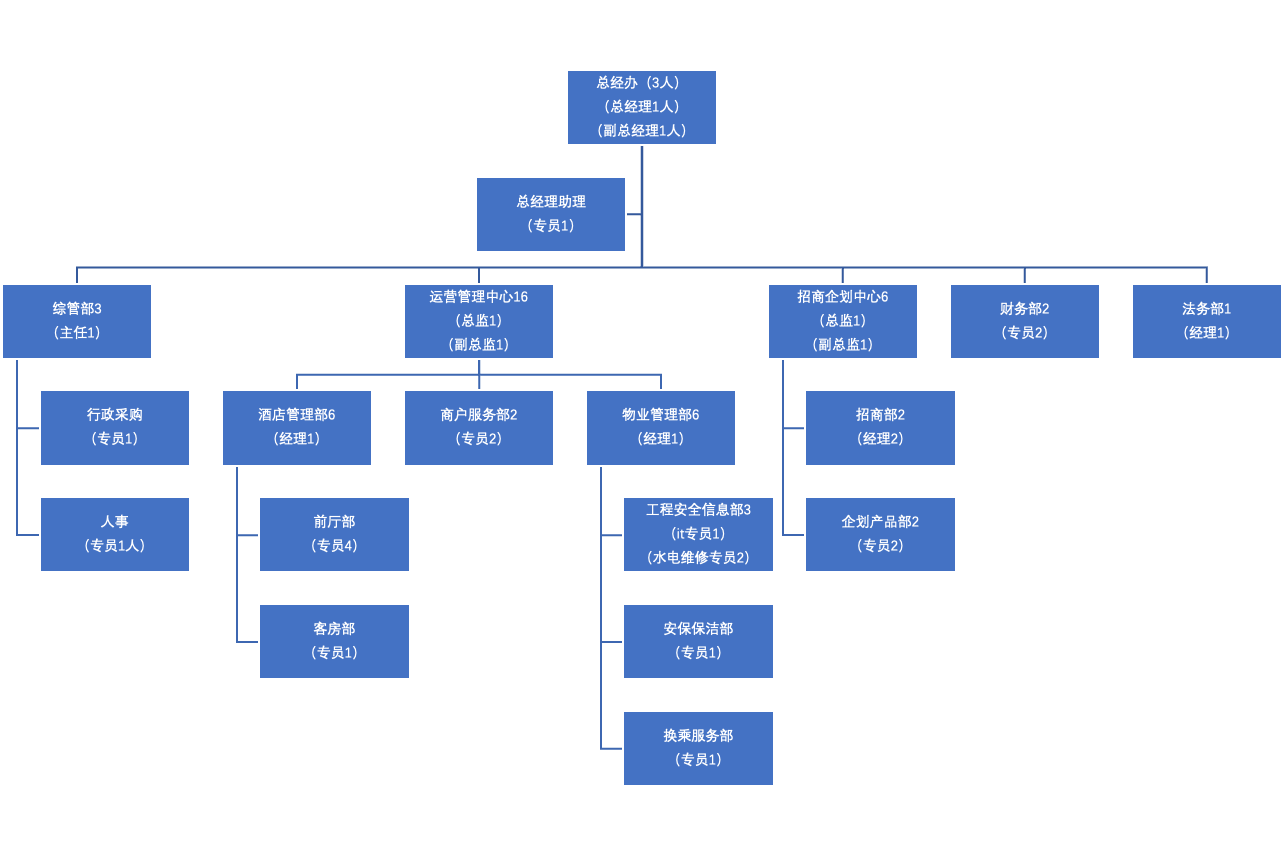 总经办（3人）
（总经理1人）
（副总经理1人）
总经理助理
（专员1）
综管部3
（主任1）
运营管理中心16
（总监1）
（副总监1）
招商企划中心6
（总监1）
（副总监1）
财务部2
（专员2）
法务部1
（经理1）
行政采购
（专员1）
酒店管理部6
（经理1）
商户服务部2
（专员2）
物业管理部6
（经理1）
招商部2
（经理2）
人事
（专员1人）
前厅部
（专员4）
工程安全信息部3
（it专员1）
（水电维修专员2）
企划产品部2
（专员2）
客房部
（专员1）
安保保洁部
（专员1）
换乘服务部
（专员1）